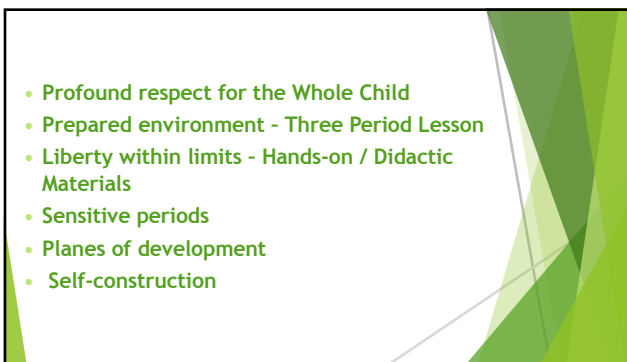 • Profound respect for the Whole Child
• Prepared environment – Three Period Lesson
• Liberty within limits – Hands-on / Didactic
Materials
• Sensitive periods
• Planes of development
• Self-construction